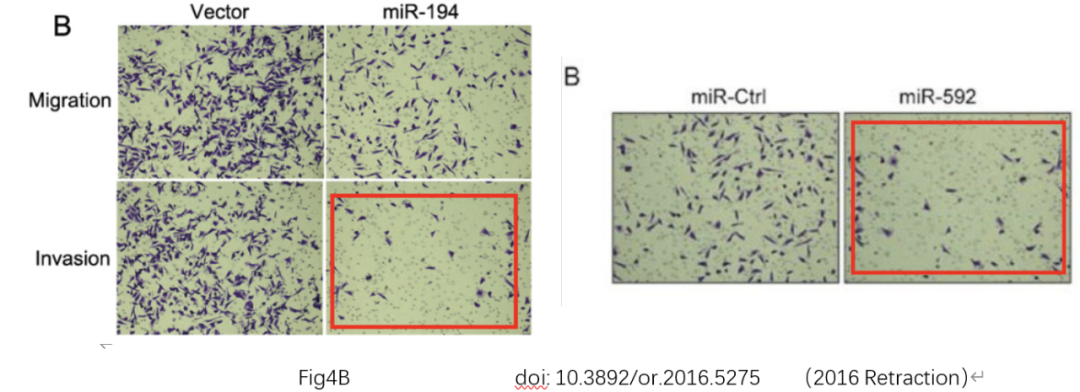 B
Vector miR-194
Migration
Invasion
B
miR-Ctrl miR-592
Fig4B doi: 10.3892/or.2016.5275 (2016 Retraction)